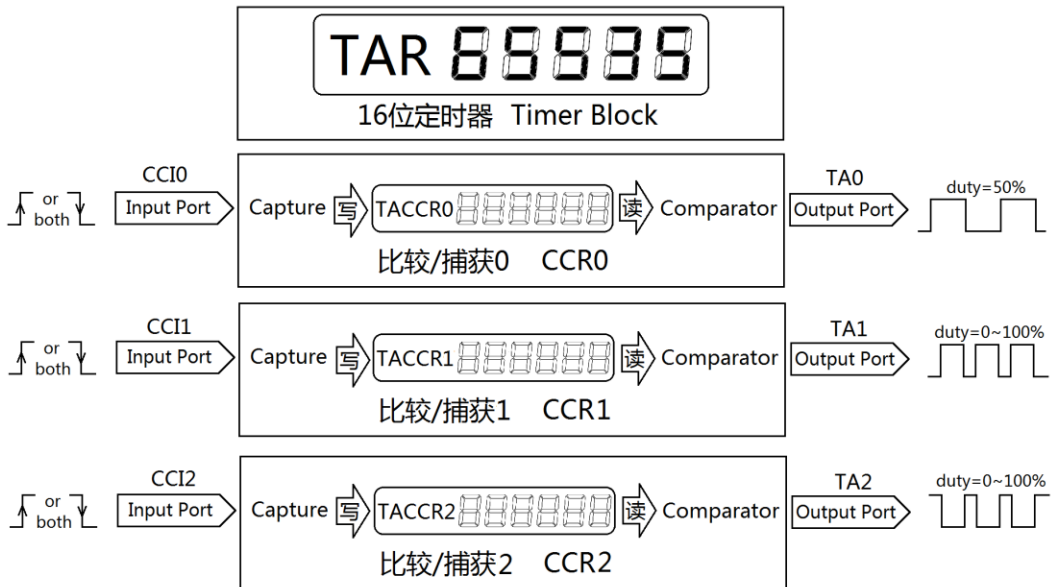 TAR 65535
16位定时器 Timer Block
CCI0
TA0
or
both
Input Port
Capture 写 TACCR0 读 Comparator
Output Port
duty=50%
比较/捕获0 CCR0
CCI1
TA1
or
both
Input Port
Capture 写 TACCR1 读 Comparator
Output Port
duty=0~100%
比较/捕获1 CCR1
CCI2
TA2
or
both
Input Port
Capture 写 TACCR2 读 Comparator
Output Port
duty=0~100%
比较/捕获2 CCR2